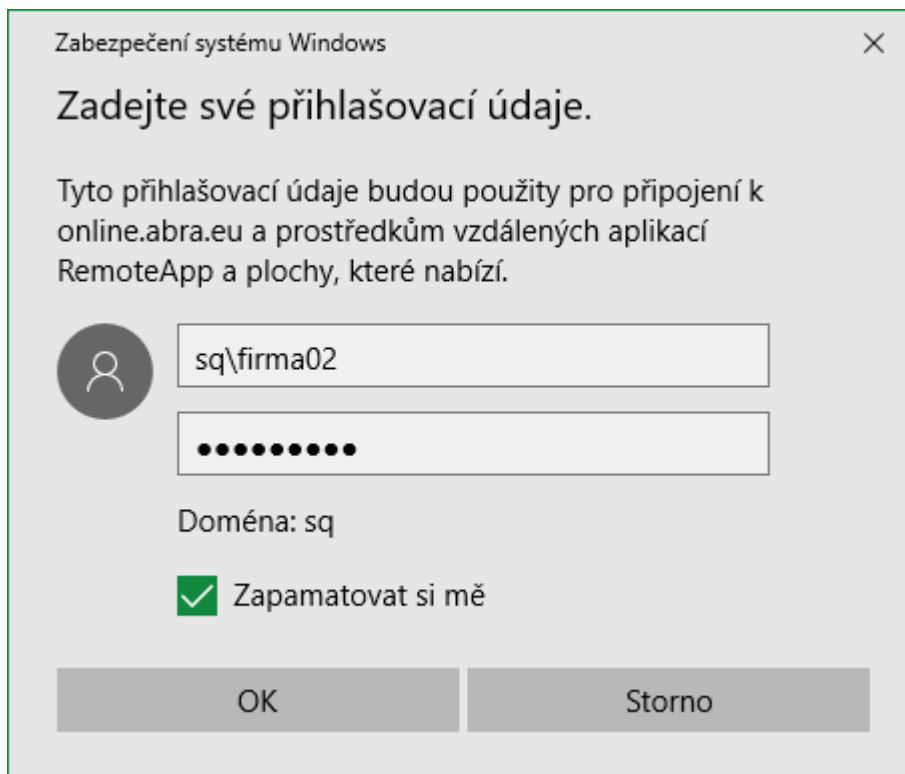 Zabezpečení systému Windows
Zadejte své přihlašovací údaje.
Tyto přihlašovací údaje budou použity pro připojení k
online.abra.eu a prostředkům vzdálených aplikací
RemoteApp a plochy, které nabízí.
sq\firma02
●●●●●●●●●
Doména: sq
Zapamatovat si mě
OK Storno